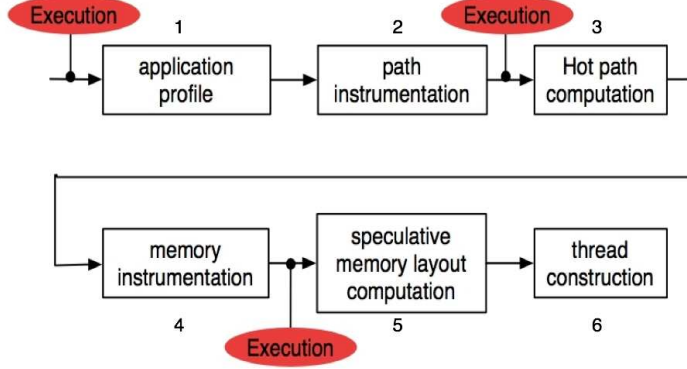 Execution
Execution
1
2
3
application
profile
path
instrumentation
Hot path
computation
memory
instrumentation
speculative
memory layout
computation
thread
construction
4
5
6
Execution